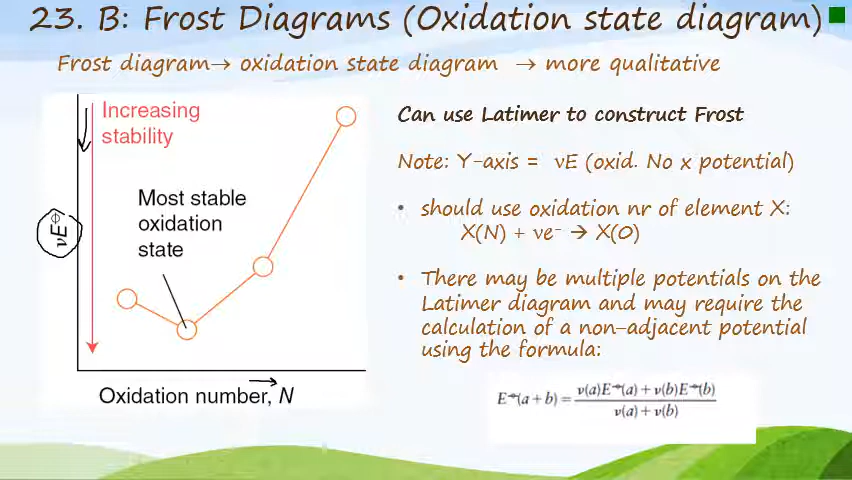 23. B: Frost Diagrams (Oxidation state diagram)
Frost diagram→ oxidation state diagram → more qualitative
Increasing
stability
Most stable
oxidation
state
νE⦵
Oxidation number, N
Can use Latimer to construct Frost
Note: Y-axis = νE (oxid. No x potential)
• should use oxidation nr of element X:
X(N) + νe⁻ → X(0)
• There may be multiple potentials on the
Latimer diagram and may require the
calculation of a non-adjacent potential
using the formula:
E⦵(a + b) = ν(a)E⦵(a) + ν(b)E⦵(b)
ν(a) + ν(b)